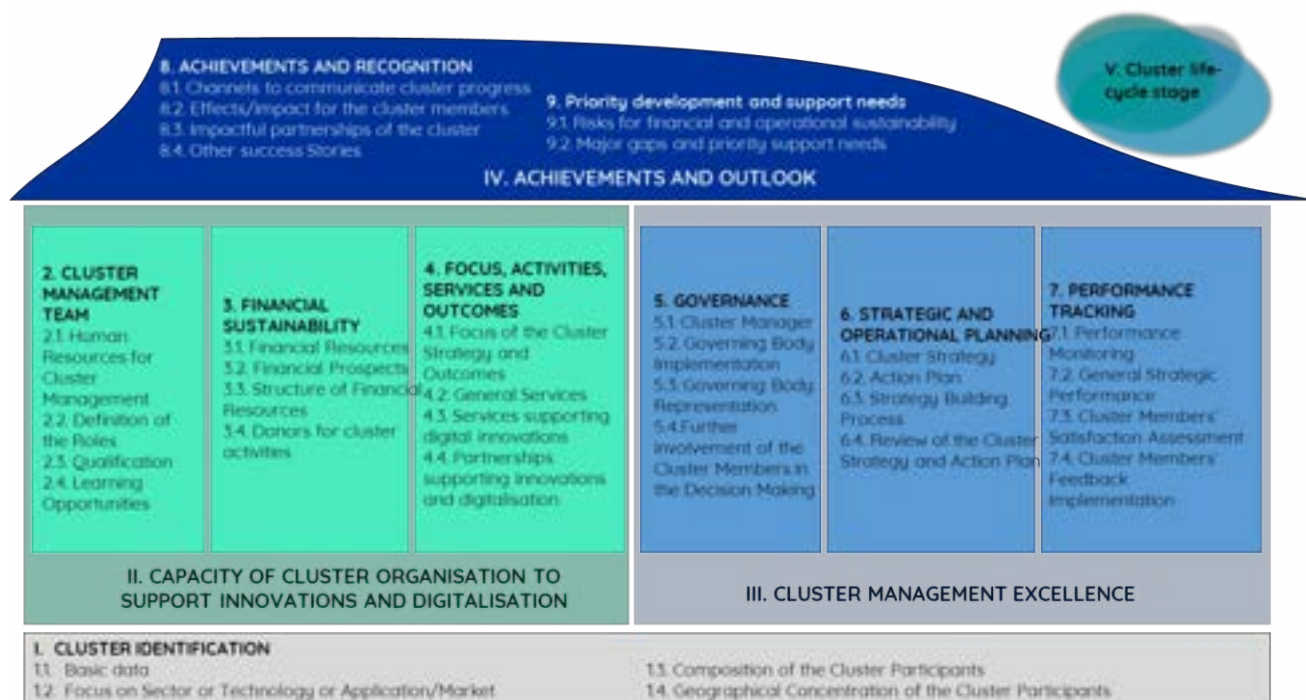 8. ACHIEVEMENTS AND RECOGNITION
8.1. Channels to communicate cluster progress
8.2. Effects/impact for the cluster members
8.3. Impactful partnerships of the cluster
8.4. Other success Stories
9. Priority development and support needs
9.1. Risks for financial and operational sustainability
9.2. Major gaps and priority support needs
IV. ACHIEVEMENTS AND OUTLOOK
V. Cluster life-
cycle stage
2. CLUSTER
MANAGEMENT
TEAM
2.1. Human
Resources for
Cluster
Management
2.2. Definition of
the Roles
2.3. Qualification
2.4. Learning
Opportunities
3. FINANCIAL
SUSTAINABILITY
3.1. Financial Resources
3.2. Financial Prospects
3.3. Structure of Financial
Resources
3.4. Donors for cluster
activities
4. FOCUS, ACTIVITIES,
SERVICES AND
OUTCOMES
4.1. Focus of the Cluster
Strategy and
Outcomes
4.2. General Services
4.3. Services supporting
digital innovations
4.4. Partnerships
supporting innovations
and digitalisation
II. CAPACITY OF CLUSTER ORGANISATION TO
SUPPORT INNOVATIONS AND DIGITALISATION
5. GOVERNANCE
5.1. Cluster Manager
5.2. Governing Body
Implementation
5.3. Governing Body
Representation
5.4.Further
Involvement of the
Cluster Members in
the Decision Making
6. STRATEGIC AND
OPERATIONAL PLANNING
6.1. Cluster Strategy
6.2. Action Plan
6.3. Strategy Building
Process
6.4. Review of the Cluster
Strategy and Action Plan
7. PERFORMANCE
TRACKING
7.1. Performance
Monitoring
7.2. General Strategic
Performance
7.3. Cluster Members'
Satisfaction Assessment
7.4. Cluster Members'
Feedback
Implementation
III. CLUSTER MANAGEMENT EXCELLENCE
I. CLUSTER IDENTIFICATION
1.1. Basic data
1.2. Focus on Sector or Technology or Application/Market
1.3. Composition of the Cluster Participants
1.4. Geographical Concentration of the Cluster Participants